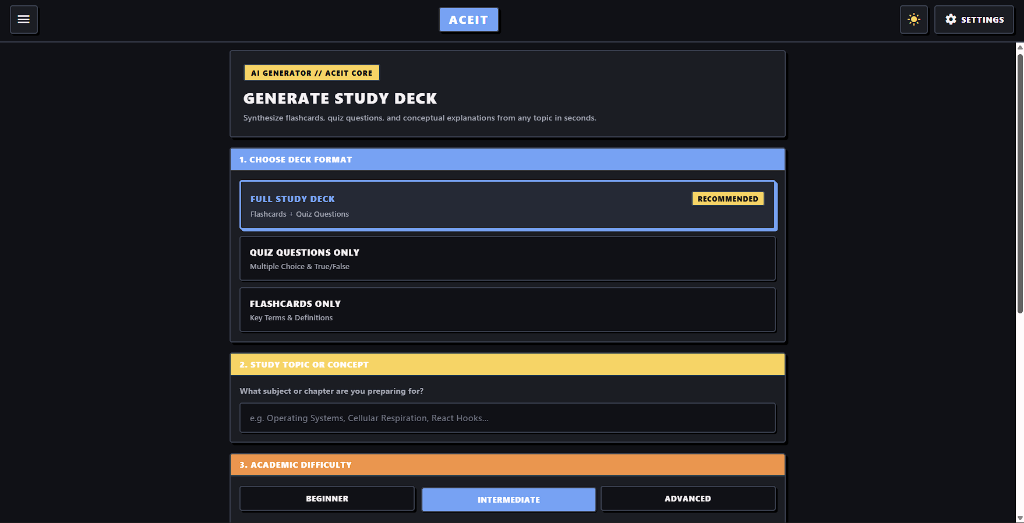 ACEIT
SETTINGS
AI GENERATOR // ACEIT CORE
GENERATE STUDY DECK
Synthesize flashcards, quiz questions, and conceptual explanations from any topic in seconds.
1. CHOOSE DECK FORMAT
FULL STUDY DECK
RECOMMENDED
Flashcards + Quiz Questions
QUIZ QUESTIONS ONLY
Multiple Choice & True/False
FLASHCARDS ONLY
Key Terms & Definitions
2. STUDY TOPIC OR CONCEPT
What subject or chapter are you preparing for?
e.g. Operating Systems, Cellular Respiration, React Hooks...
3. ACADEMIC DIFFICULTY
BEGINNER
INTERMEDIATE
ADVANCED